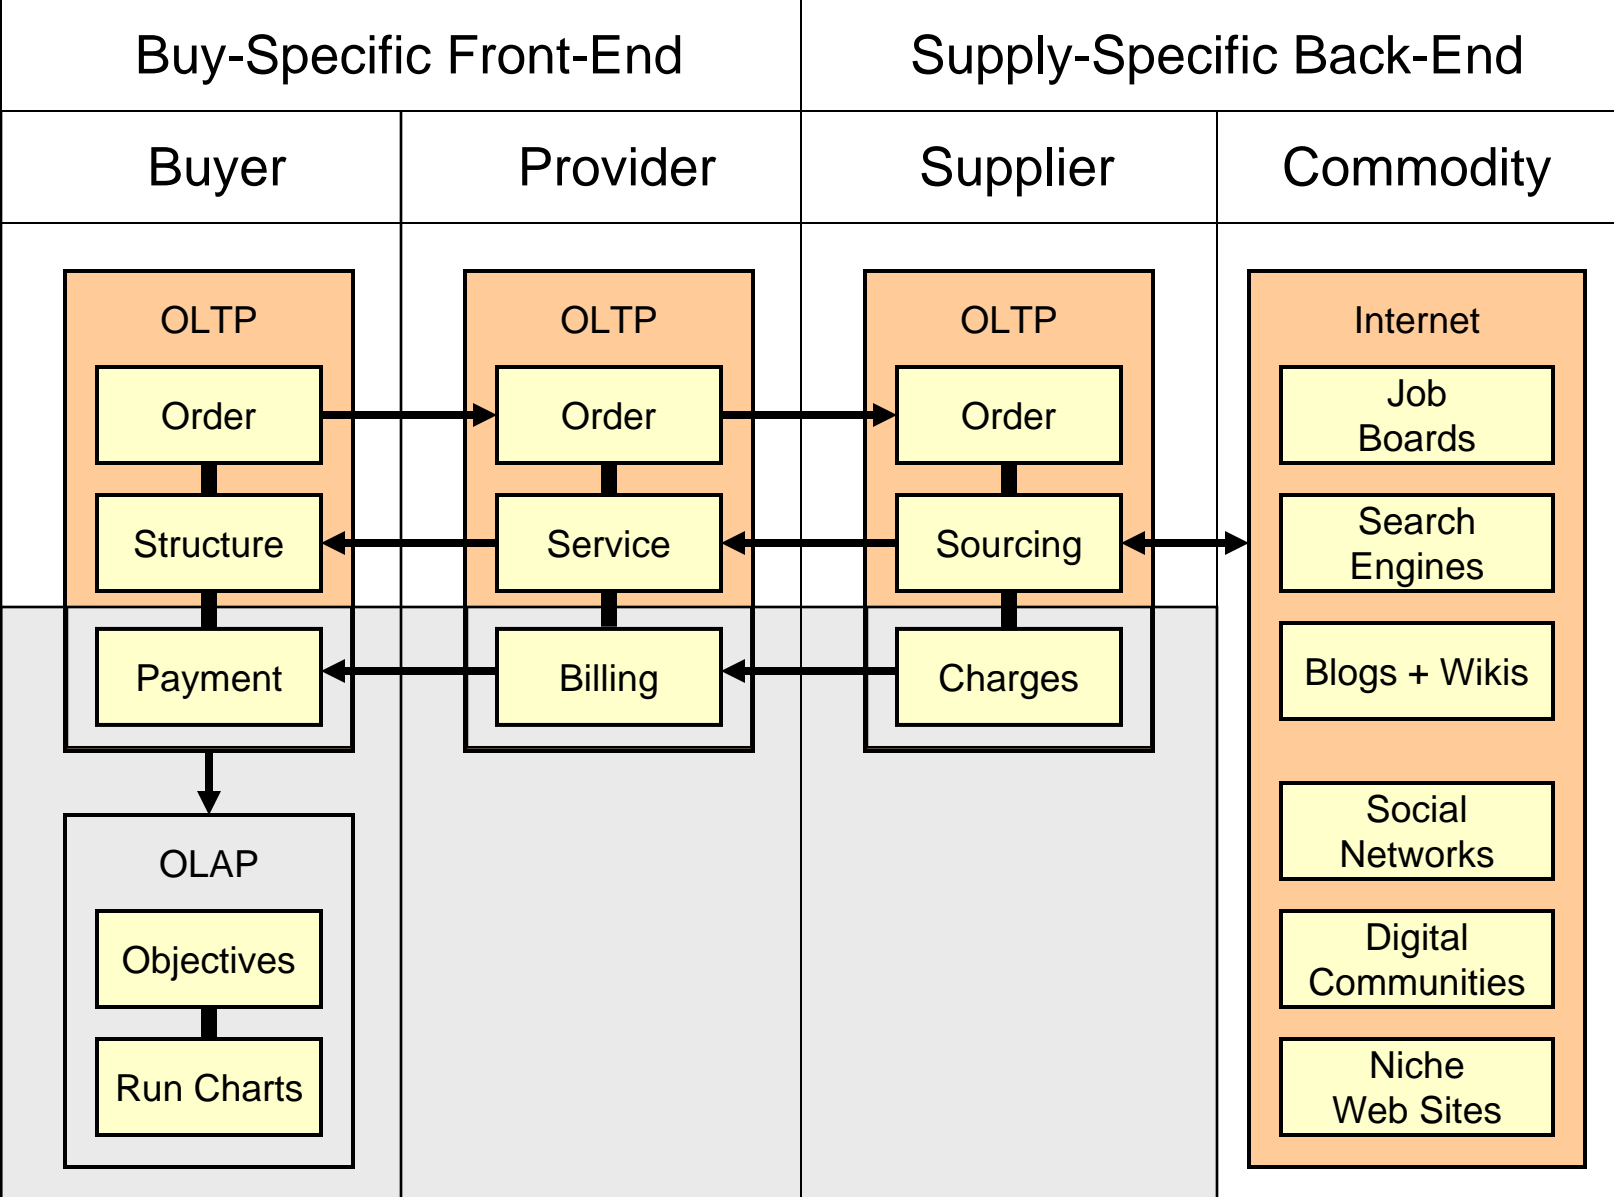 Buy-Specific Front-End
Supply-Specific Back-End
Buyer
Provider
Supplier
Commodity
OLTP
Order
Structure
Payment
OLAP
Objectives
Run Charts
OLTP
Order
Service
Billing
OLTP
Order
Sourcing
Charges
Internet
Job
Boards
Search
Engines
Blogs + Wikis
Social
Networks
Digital
Communities
Niche
Web Sites